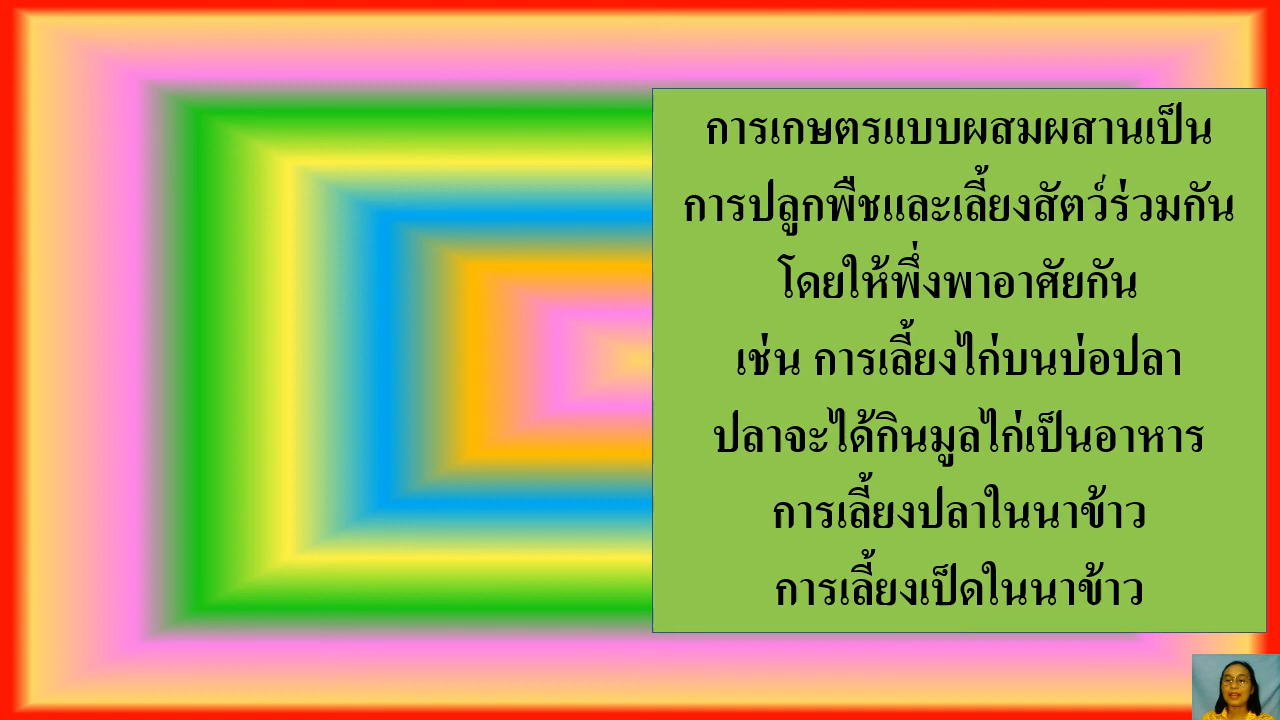 การเกษตรแบบผสมผสานเป็น
การปลูกพืชและเลี้ยงสัตว์ร่วมกัน
โดยให้พึ่งพาอาศัยกัน
เช่น การเลี้ยงไก่บนบ่อปลา
ปลาจะได้กินมูลไก่เป็นอาหาร
การเลี้ยงปลาในนาข้าว
การเลี้ยงเป็ดในนาข้าว